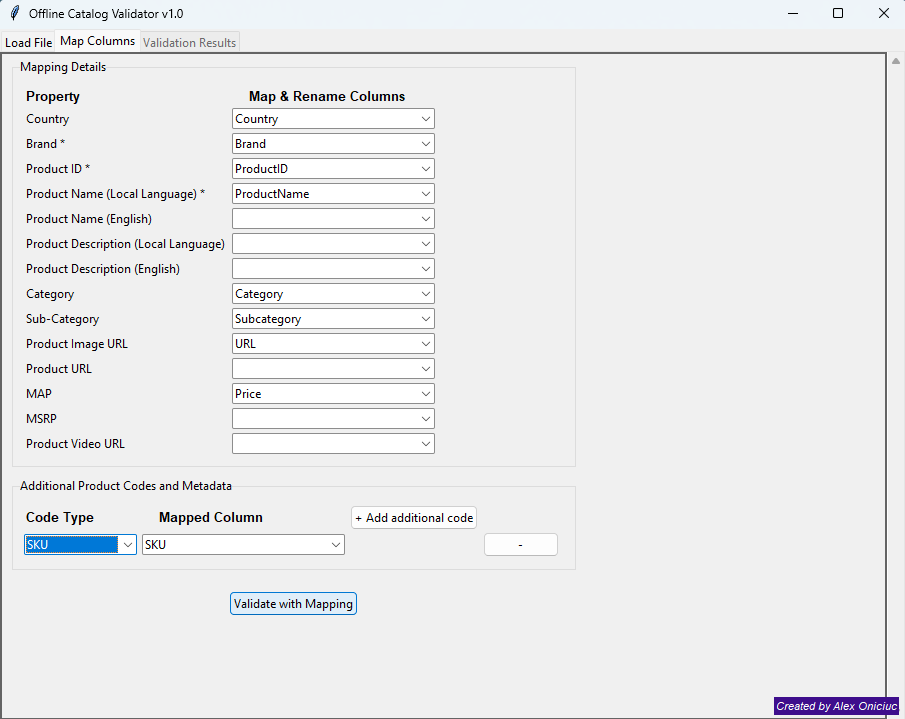 Offline Catalog Validator v1.0
Load File Map Columns Validation Results
Mapping Details
Property Map & Rename Columns
Country Country
Brand * Brand
Product ID * ProductID
Product Name (Local Language) * ProductName
Product Name (English)
Product Description (Local Language)
Product Description (English)
Category Category
Sub-Category Subcategory
Product Image URL URL
Product URL
MAP Price
MSRP
Product Video URL
Additional Product Codes and Metadata
Code Type Mapped Column + Add additional code
SKU SKU -
Validate with Mapping
Created by Alex Oniciuc